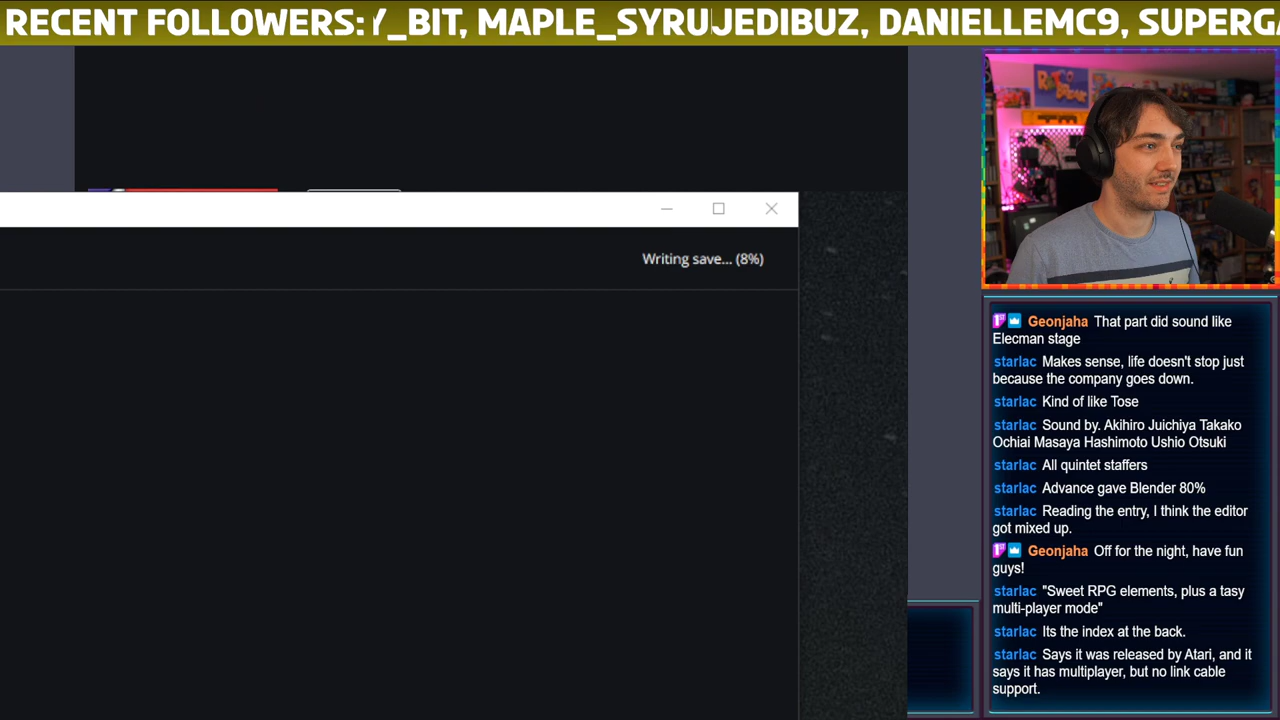 RECENT FOLLOWERS: Y_BIT, MAPLE_SYRUJEDIBUZ, DANIELLEMC9, SUPERGA
Writing save... (8%)
Geonjaha That part did sound like
Elecman stage
starlac Makes sense, life doesn't stop just
because the company goes down.
starlac Kind of like Tose
starlac Sound by. Akihiro Juichiya Takako
Ochiai Masaya Hashimoto Ushio Otsuki
starlac All quintet staffers
starlac Advance gave Blender 80%
starlac Reading the entry, I think the editor
got mixed up.
Geonjaha Off for the night, have fun
guys!
starlac "Sweet RPG elements, plus a tasy
multi-player mode"
starlac Its the index at the back.
starlac Says it was released by Atari, and it
says it has multiplayer, but no link cable
support.